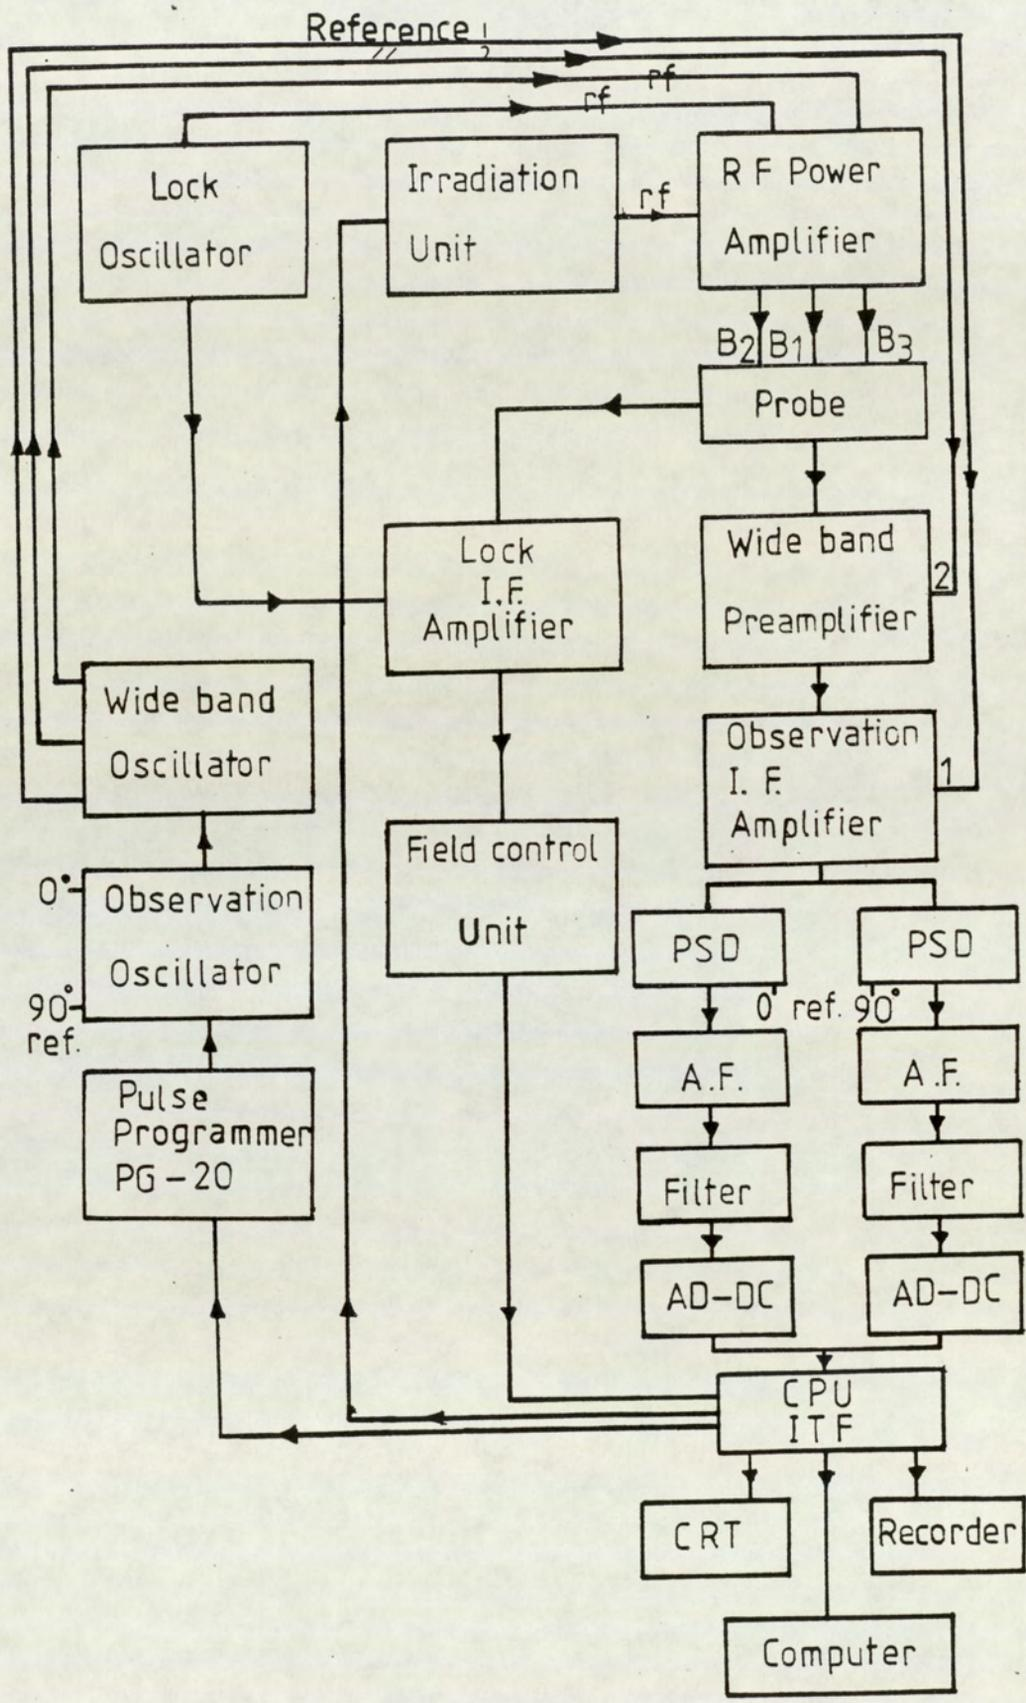 Reference 1
" 2
rf
rf
Lock
Oscillator
Irradiation
Unit
rf
R F Power
Amplifier
B2 B1 B3
Probe
Lock
I.F.
Amplifier
Wide band
Preamplifier
2
Wide band
Oscillator
Observation
I. F.
Amplifier
1
Field control
Unit
0°
Observation
Oscillator
90°
ref.
PSD
PSD
0° ref. 90°
A.F.
A.F.
Pulse
Programmer
PG-20
Filter
Filter
AD-DC
AD-DC
CPU
ITF
CRT
Recorder
Computer